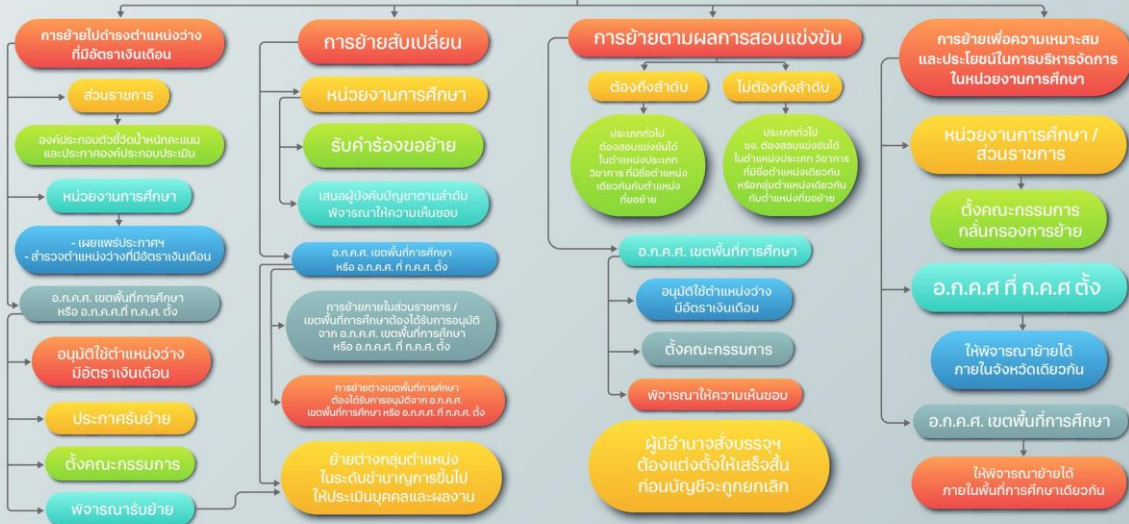 การย้ายไปดำรงตำแหน่งว่าง
ที่มีอัตราเงินเดือน
ส่วนราชการ
องค์ประกอบตัวชี้วัดน้ำหนักคะแนน
และประกาศองค์ประกอบประเมิน
หน่วยงานการศึกษา
- เผยแพร่ประกาศฯ
- สำรวจตำแหน่งว่างที่มีอัตราเงินเดือน
อ.ก.ค.ศ. เขตพื้นที่การศึกษา
หรือ อ.ก.ค.ศ.ที่ ก.ค.ศ. ตั้ง
อนุมัติใช้ตำแหน่งว่าง
มีอัตราเงินเดือน
ประกาศรับย้าย
ตั้งคณะกรรมการ
พิจารณารับย้าย
การย้ายสับเปลี่ยน
หน่วยงานการศึกษา
รับคำร้องขอย้าย
เสนอผู้บังคับบัญชาตามลำดับ
พิจารณาให้ความเห็นชอบ
อ.ก.ค.ศ. เขตพื้นที่การศึกษา
หรือ อ.ก.ค.ศ. ที่ ก.ค.ศ. ตั้ง
การย้ายภายในส่วนราชการ /
เขตพื้นที่การศึกษาต้องได้รับการอนุมัติ
จาก อ.ก.ค.ศ. เขตพื้นที่การศึกษา
หรือ อ.ก.ค.ศ. ที่ ก.ค.ศ. ตั้ง
การย้ายต่างเขตพื้นที่การศึกษา
ต้องได้รับการอนุมัติจาก อ.ก.ค.ศ.
เขตพื้นที่การศึกษา หรือ อ.ก.ค.ศ. ที่ ก.ค.ศ. ตั้ง
ย้ายต่างกลุ่มตำแหน่ง
ในระดับชำนาญการขึ้นไป
ให้ประเมินบุคคลและผลงาน
การย้ายตามผลการสอบแข่งขัน
ต้องถึงลำดับ
ประเภททั่วไป
ต้องสอบแข่งขันได้
ในตำแหน่งประเภท
วิชาการ ที่มีชื่อตำแหน่ง
เดียวกับกับตำแหน่ง
ที่ขอย้าย
ไม่ต้องถึงลำดับ
ประเภททั่วไป
ชง. ต้องสอบแข่งขันได้
ในตำแหน่งประเภท วิชาการ
ที่มีชื่อตำแหน่งเดียวกัน
หรือกลุ่มตำแหน่งเดียวกัน
กับตำแหน่งที่ขอย้าย
อ.ก.ค.ศ. เขตพื้นที่การศึกษา
อนุมัติใช้ตำแหน่งว่าง
มีอัตราเงินเดือน
ตั้งคณะกรรมการ
พิจารณาให้ความเห็นชอบ
ผู้มีอำนาจสั่งบรรจุฯ
ต้องแต่งตั้งให้เสร็จสิ้น
ก่อนบัญชีจะถูกยกเลิก
การย้ายเพื่อความเหมาะสม
และประโยชน์ในการบริหารจัดการ
ในหน่วยงานการศึกษา
หน่วยงานการศึกษา /
ส่วนราชการ
ตั้งคณะกรรมการ
กลั่นกรองการย้าย
อ.ก.ค.ศ ที่ ก.ค.ศ ตั้ง
ให้พิจารณาย้ายได้
ภายในจังหวัดเดียวกัน
อ.ก.ค.ศ. เขตพื้นที่การศึกษา
ให้พิจารณาย้ายได้
ภายในพื้นที่การศึกษาเดียวกัน